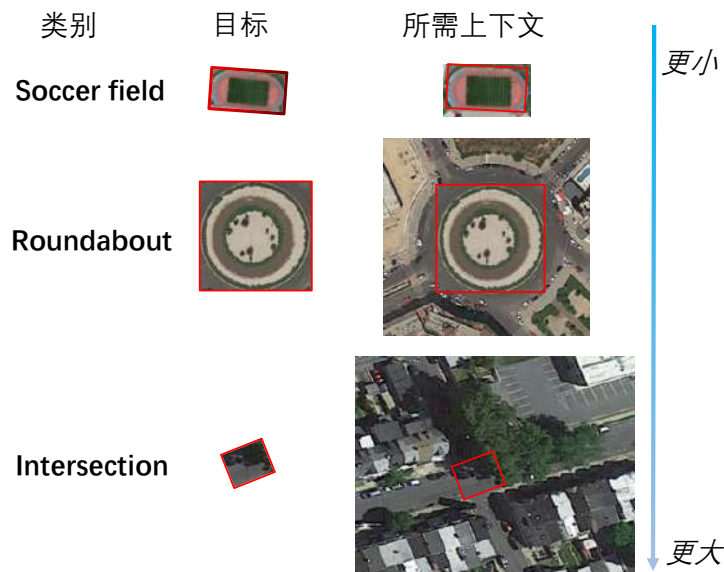 类别 目标 所需上下文
更小
Soccer field
Roundabout
Intersection
更大